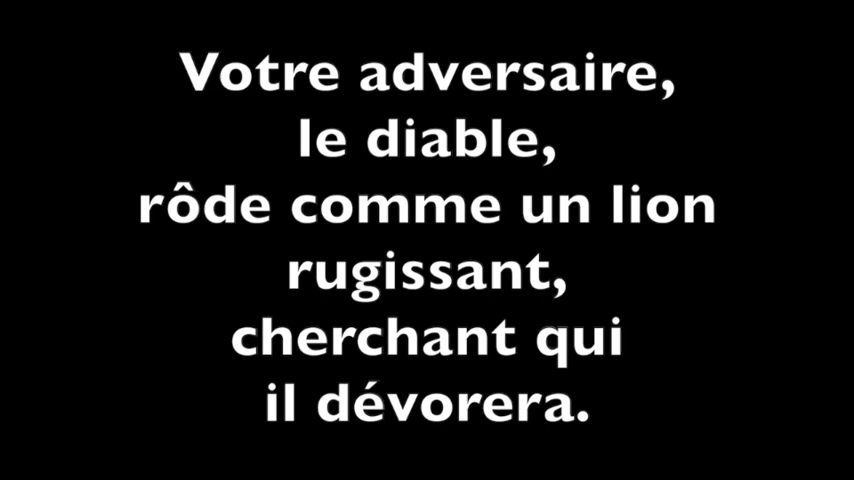 Votre adversaire,
le diable,
rôde comme un lion
rugissant,
cherchant qui
il dévorera.